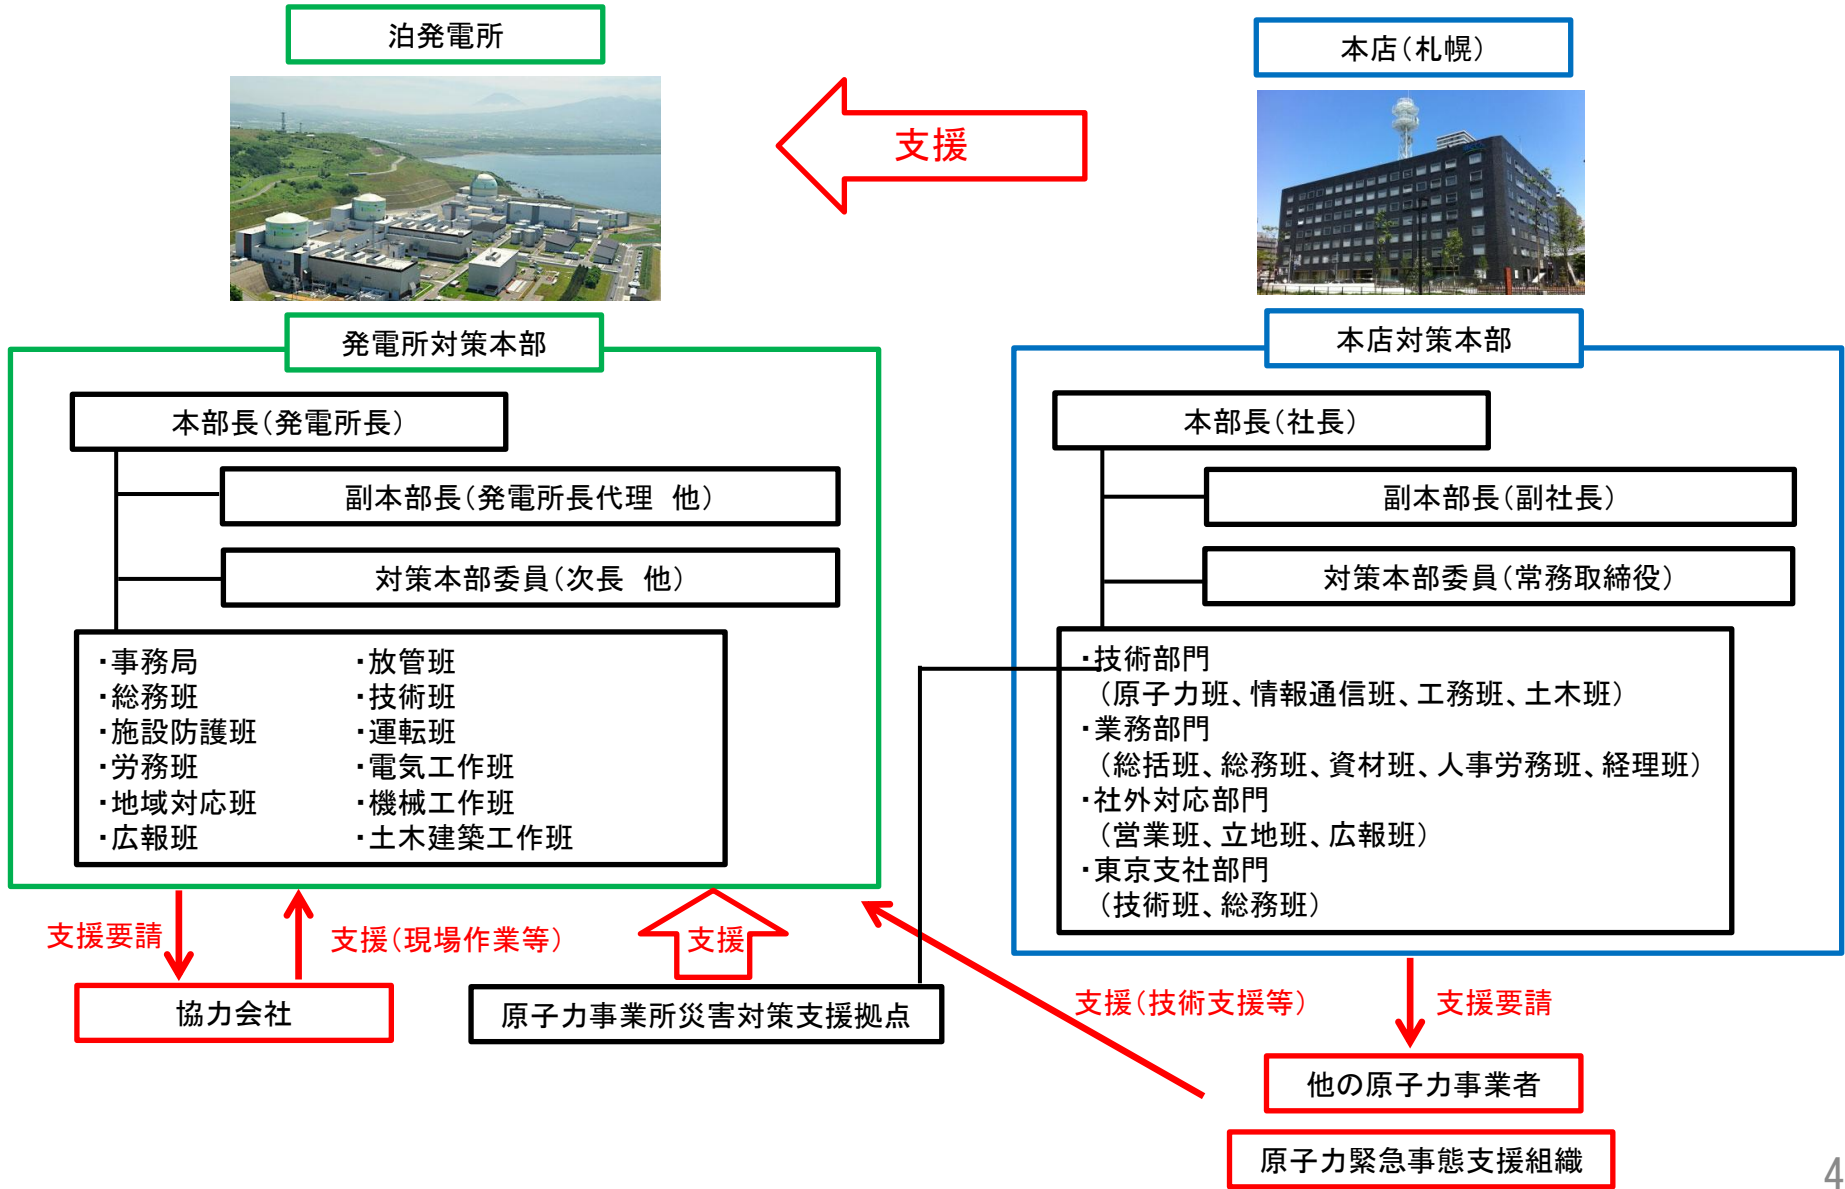 泊発電所
本店(札幌)
支援
発電所対策本部
本部長(発電所長)
副本部長(発電所長代理　他)
対策本部委員(次長　他)
・事務局
・総務班
・施設防護班
・労務班
・地域対応班
・広報班
・放管班
・技術班
・運転班
・電気工作班
・機械工作班
・土木建築工作班
本店対策本部
本部長(社長)
副本部長(副社長)
対策本部委員(常務取締役)
・技術部門
(原子力班、情報通信班、工務班、土木班)
・業務部門
(総括班、総務班、資材班、人事労務班、経理班)
・社外対応部門
(営業班、立地班、広報班)
・東京支社部門
(技術班、総務班)
支援要請
支援(現場作業等)
支援
支援(技術支援等)
支援要請
協力会社
原子力事業所災害対策支援拠点
他の原子力事業者
原子力緊急事態支援組織
4